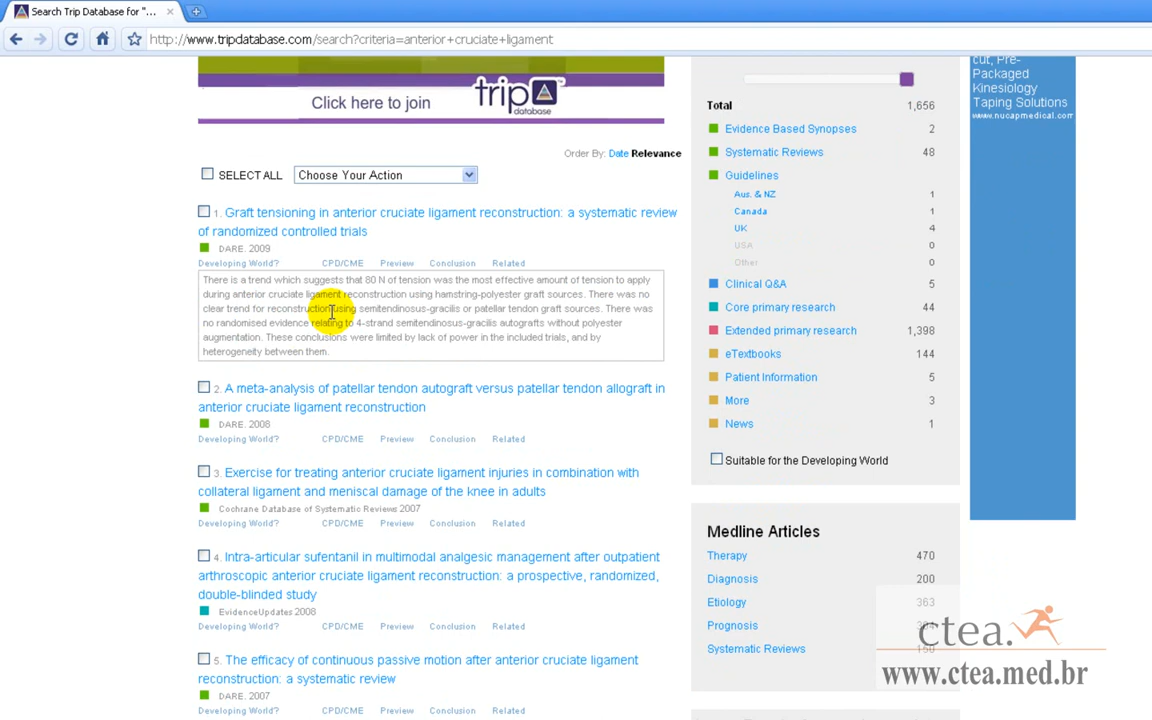 Search Trip Database for "...
http://www.tripdatabase.com/search?criteria=anterior+cruciate+ligament
Click here to join
trip
database
Order By: Date Relevance
SELECT ALL
Choose Your Action
1. Graft tensioning in anterior cruciate ligament reconstruction: a systematic review
of randomized controlled trials
DARE. 2009
Developing World? CPD/CME Preview Conclusion Related
There is a trend which suggests that 80 N of tension was the most effective amount of tension to apply
during anterior cruciate ligament reconstruction using hamstring-polyester graft sources. There was no
clear trend for reconstruction using semitendinosus-gracilis or patellar tendon graft sources. There was
no randomised evidence relating to 4-strand semitendinosus-gracilis autografts without polyester
augmentation. These conclusions were limited by lack of power in the included trials, and by
heterogeneity between them.
2. A meta-analysis of patellar tendon autograft versus patellar tendon allograft in
anterior cruciate ligament reconstruction
DARE. 2008
Developing World? CPD/CME Preview Conclusion Related
3. Exercise for treating anterior cruciate ligament injuries in combination with
collateral ligament and meniscal damage of the knee in adults
Cochrane Database of Systematic Reviews 2007
Developing World? CPD/CME Preview Conclusion Related
4. Intra-articular sufentanil in multimodal analgesic management after outpatient
arthroscopic anterior cruciate ligament reconstruction: a prospective, randomized,
double-blinded study
EvidenceUpdates 2008
Developing World? CPD/CME Preview Conclusion Related
5. The efficacy of continuous passive motion after anterior cruciate ligament
reconstruction: a systematic review
DARE. 2007
Developing World? CPD/CME Preview Conclusion Related
Total 1,656
Evidence Based Synopses 2
Systematic Reviews 48
Guidelines
Aus. & NZ 1
Canada 1
UK 4
USA 0
Other 0
Clinical Q&A 5
Core primary research 44
Extended primary research 1,398
eTextbooks 144
Patient Information 5
More 3
News 1
Suitable for the Developing World
Medline Articles
Therapy 470
Diagnosis 200
Etiology 363
Prognosis
Systematic Reviews
cut, Pre-
Packaged
Kinesiology
Taping Solutions
www.nucapmedical.com
ctea.
www.ctea.med.br